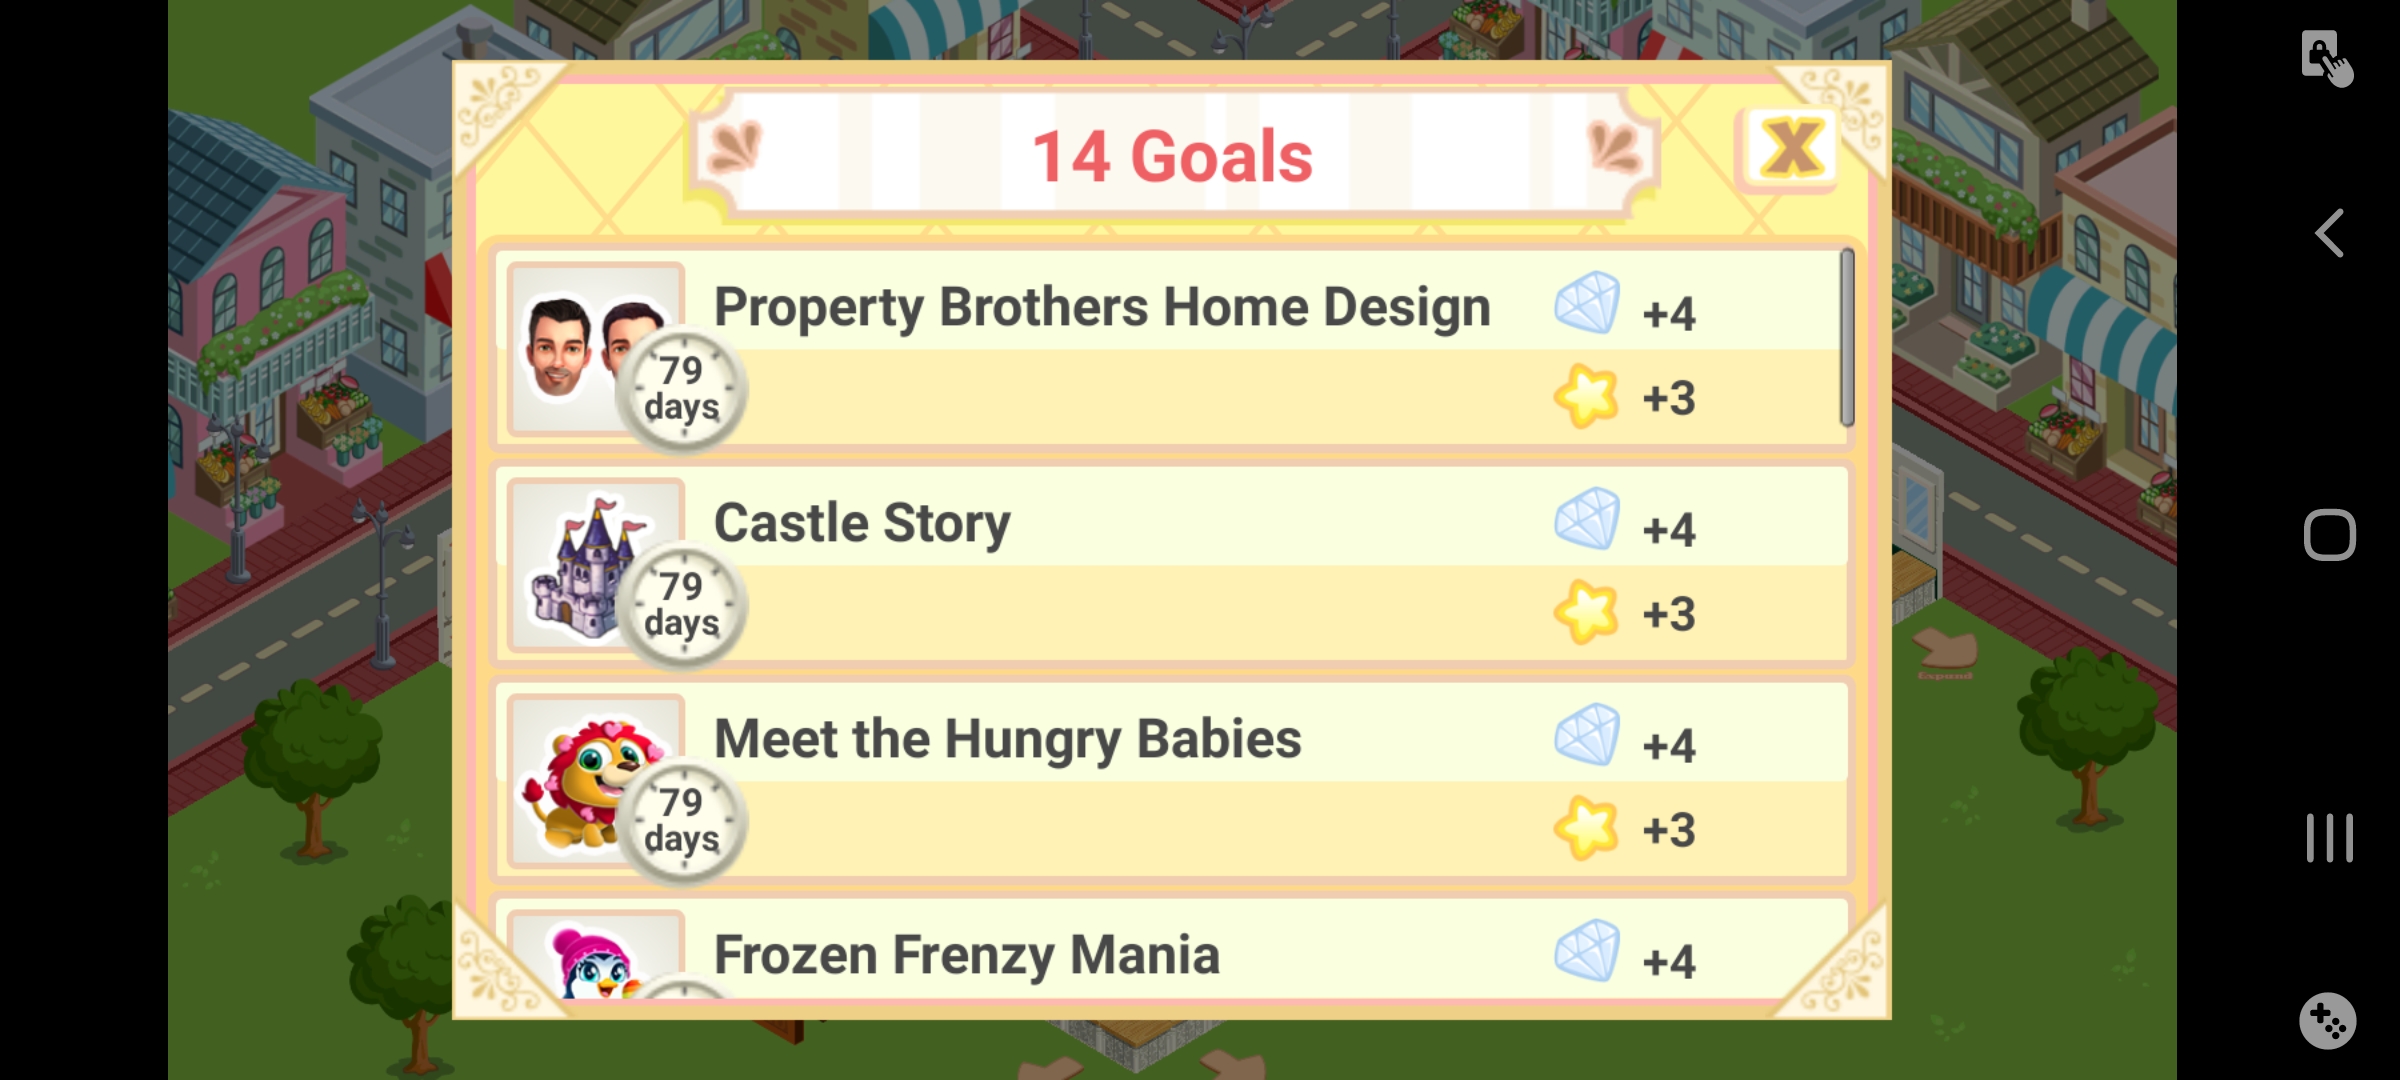 14 Goals
X
Property Brothers Home Design
+4
79
days
+3
Castle Story
+4
79
days
+3
Meet the Hungry Babies
+4
79
days
+3
Frozen Frenzy Mania
+4
Expand